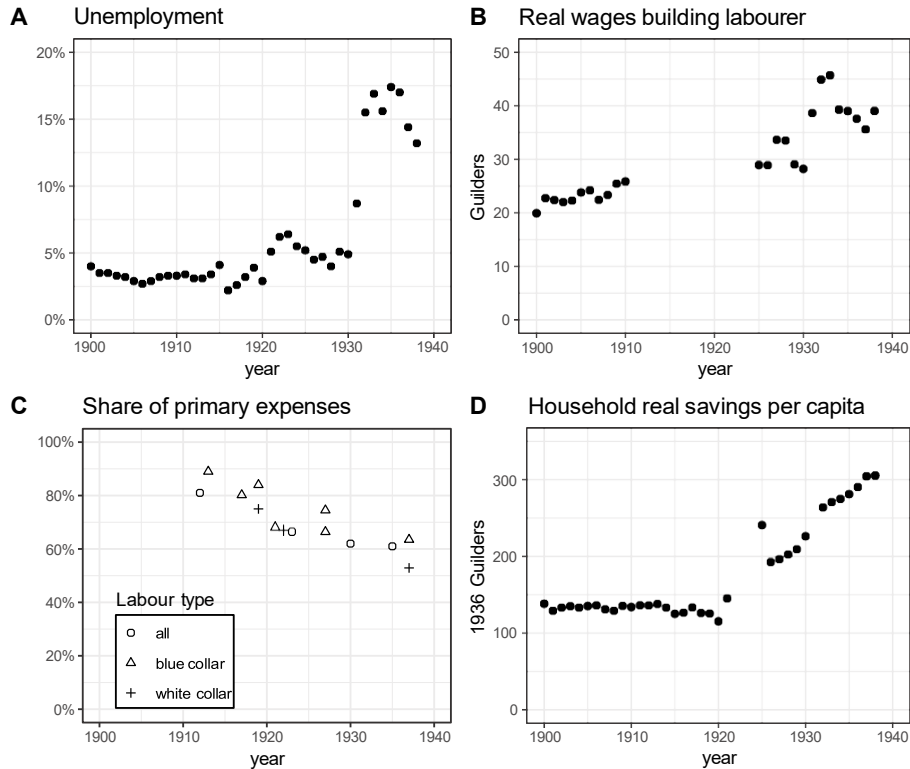 A Unemployment
20%
15%
10%
5%
0%
1900 1910 1920 1930 1940
year
B Real wages building labourer
Guilders
50
40
30
20
10
0
1900 1910 1920 1930 1940
year
C Share of primary expenses
100%
80%
60%
40%
20%
0%
Labour type
all
blue collar
white collar
1900 1910 1920 1930 1940
year
D Household real savings per capita
1936 Guilders
300
200
100
0
1900 1910 1920 1930 1940
year